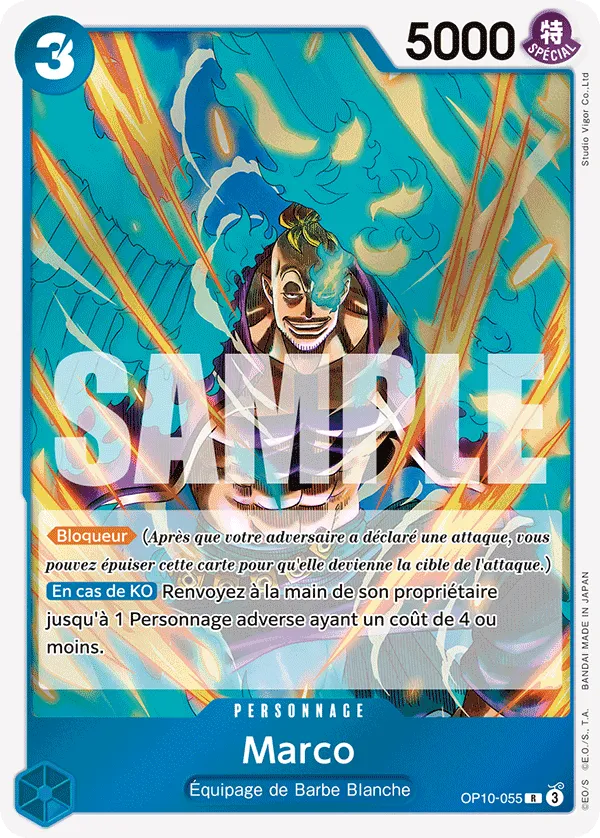 3
5000
特
SPÉCIAL
Studio Vigor Co.,Ltd
SAMPLE
Bloqueur (Après que votre adversaire a déclaré une attaque, vous
pouvez épuiser cette carte pour qu'elle devienne la cible de l'attaque.)
En cas de KO Renvoyez à la main de son propriétaire
jusqu'à 1 Personnage adverse ayant un coût de 4 ou
moins.
©E.O./S., T.A. BANDAI MADE IN JAPAN
©EO/S
PERSONNAGE
Marco
Équipage de Barbe Blanche
OP10-055 R 3